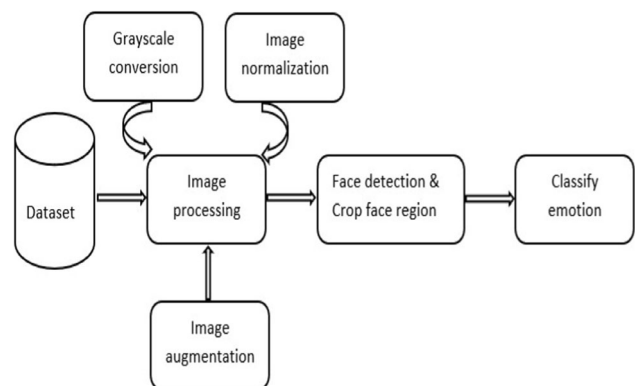 Grayscale
conversion
Image
normalization
Dataset
Image
processing
Face detection &
Crop face region
Classify
emotion
Image
augmentation